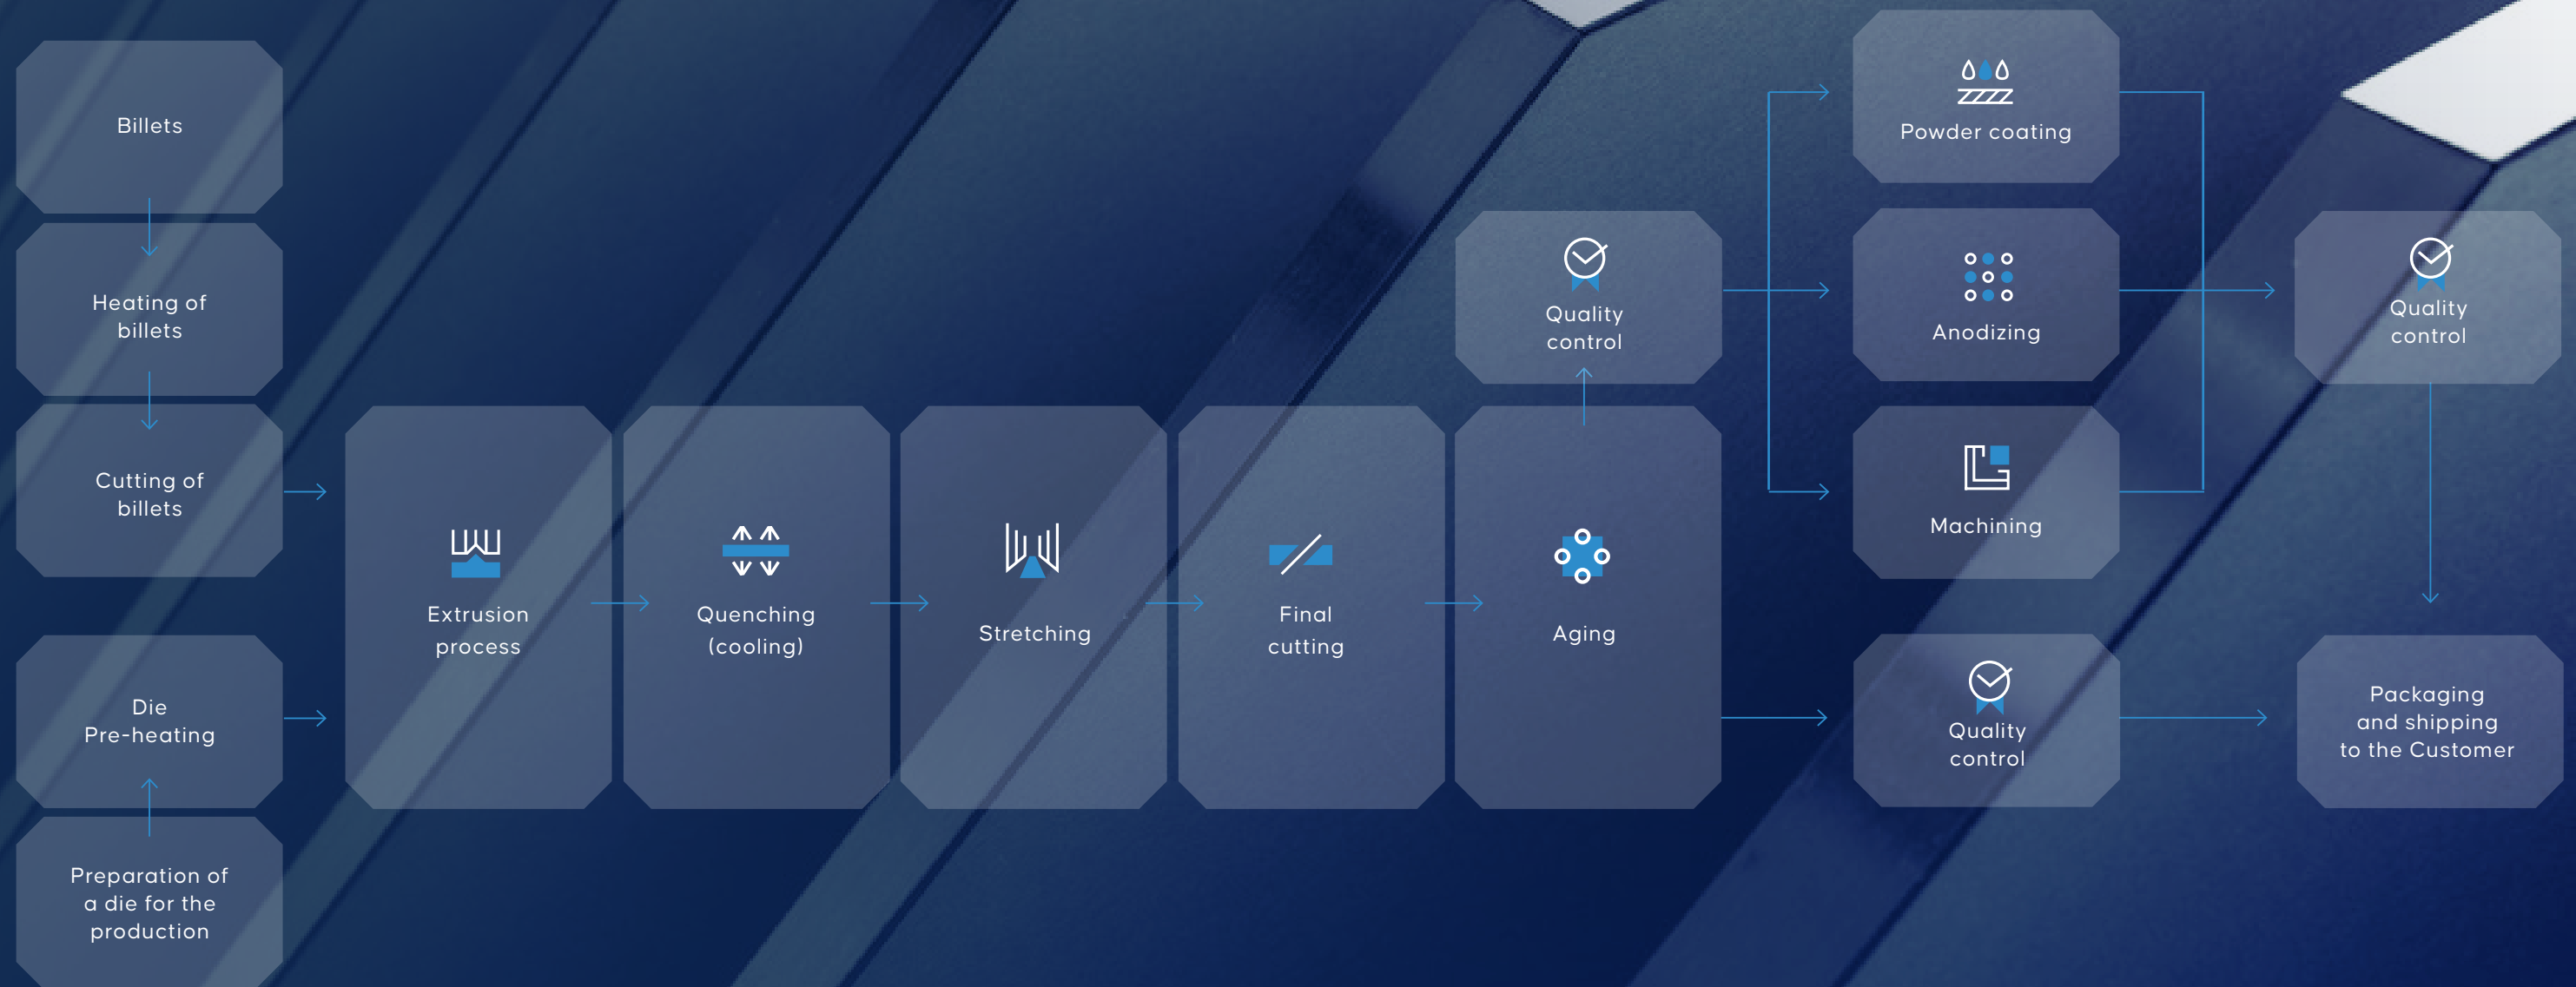 Billets
Heating of
billets
Cutting of
billets
Die
Pre-heating
Preparation of
a die for the
production
Extrusion
process
Quenching
(cooling)
Stretching
Final
cutting
Aging
Quality
control
Powder coating
Anodizing
Machining
Quality
control
Quality
control
Packaging
and shipping
to the Customer